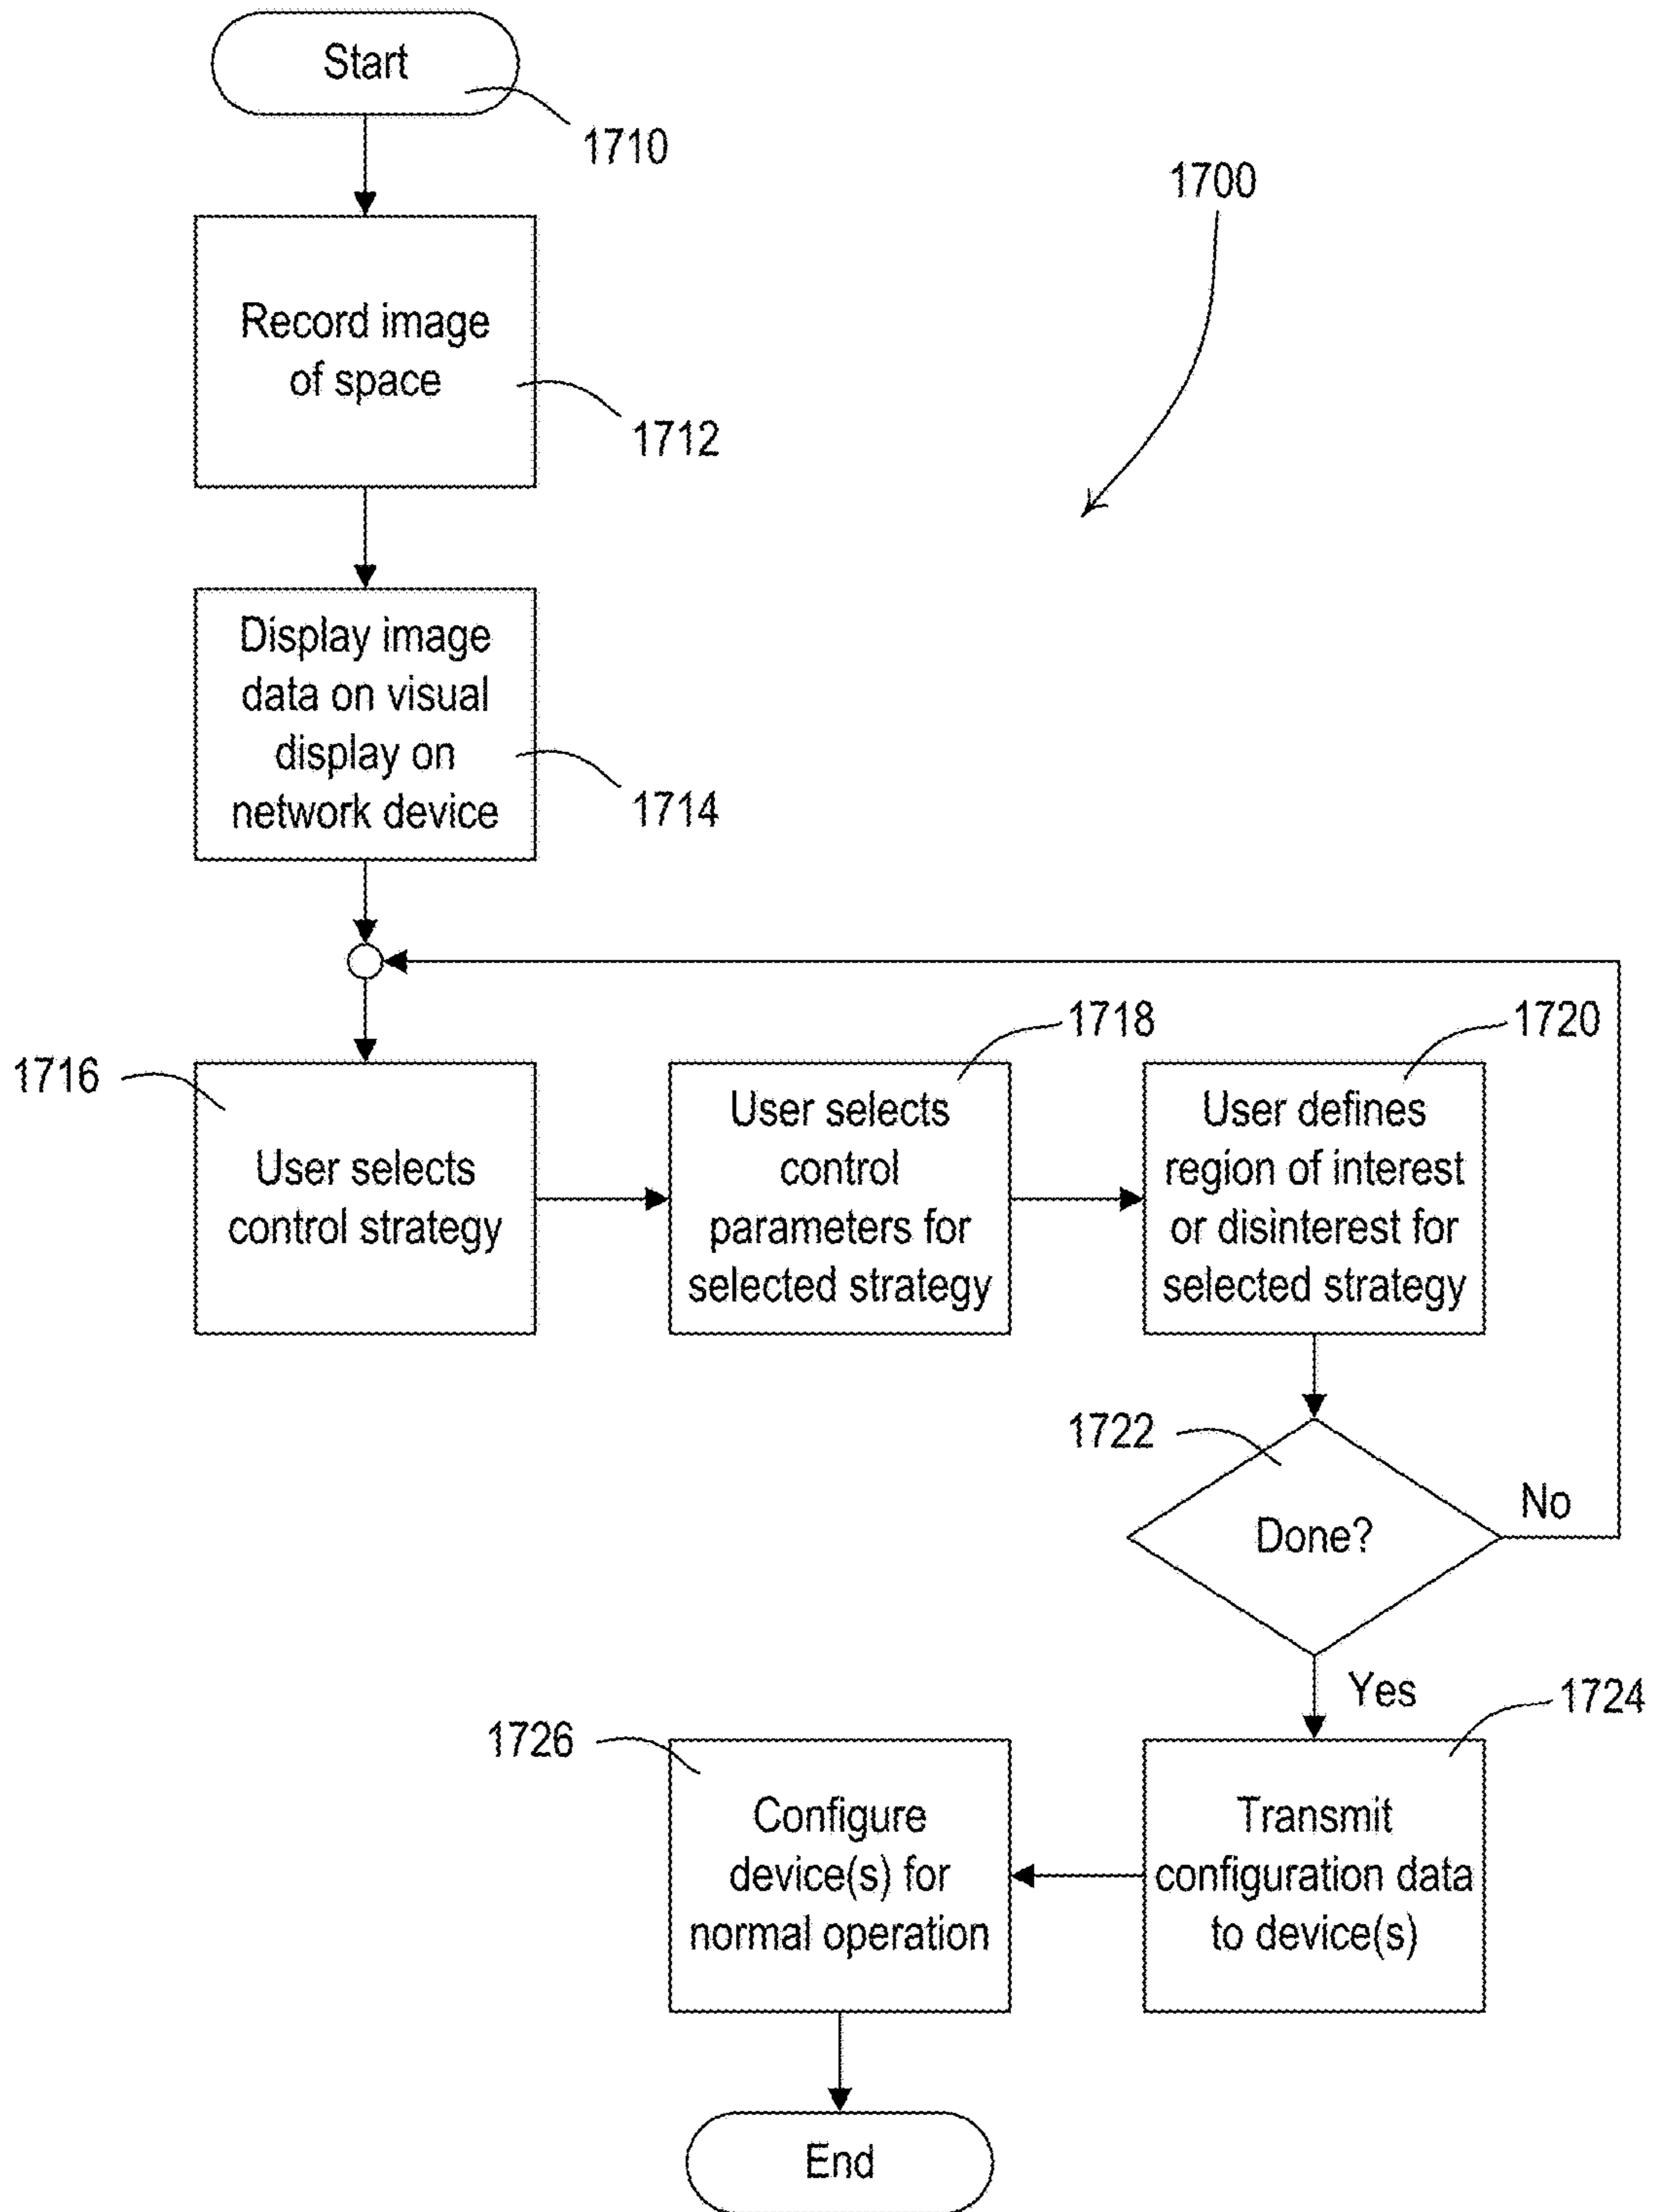 Start
1710
1700
Record image
of space
1712
Display image
data on visual
display on
network device
1714
1716
User selects
control strategy
1718
User selects
control
parameters for
selected strategy
1720
User defines
region of interest
or disinterest for
selected strategy
1722
Done?
No
Yes
1724
Transmit
configuration data
to device(s)
1726
Configure
device(s) for
normal operation
End